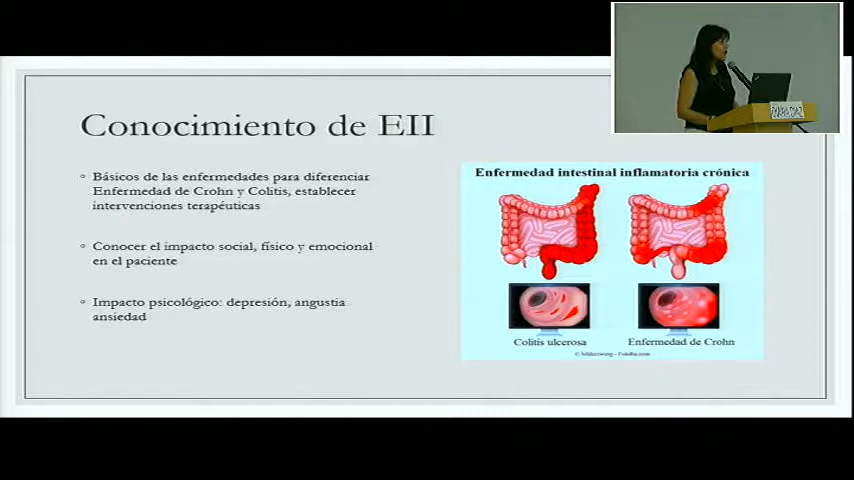 Conocimiento de EII
Básicos de las enfermedades para diferenciar
Enfermedad de Crohn y Colitis, establecer
intervenciones terapéuticas
Conocer el impacto social, físico y emocional
en el paciente
Impacto psicológico: depresión, angustia
ansiedad
Enfermedad intestinal inflamatoria crónica
Colitis ulcerosa
Enfermedad de Crohn